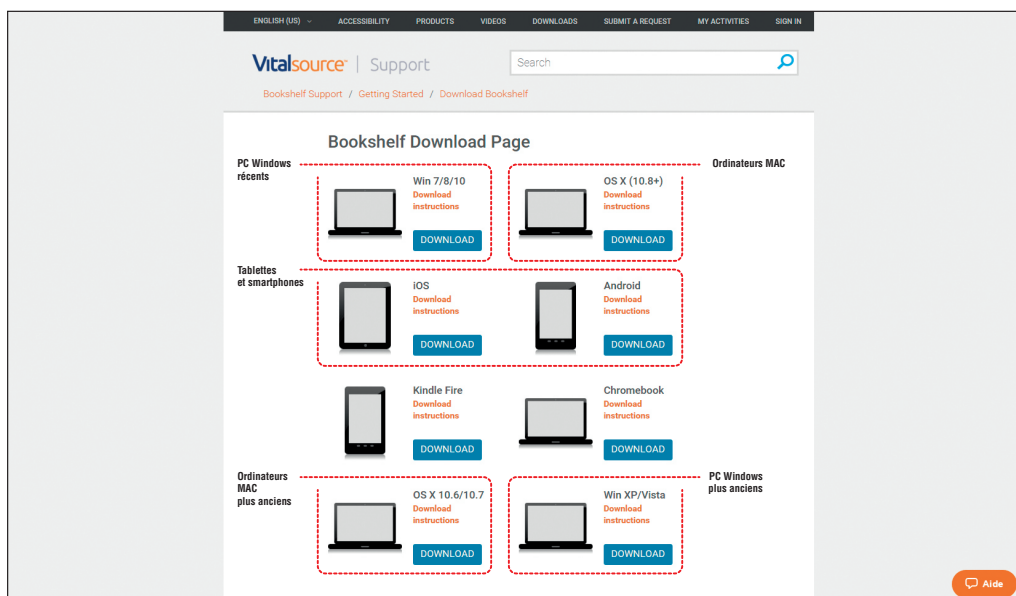 ENGLISH (US) ACCESSIBILITY PRODUCTS VIDEOS DOWNLOADS SUBMIT A REQUEST MY ACTIVITIES SIGN IN
Vitalsource | Support
Search
Bookshelf Support / Getting Started / Download Bookshelf
Bookshelf Download Page
PC Windows
récents
Win 7/8/10
Download
instructions
DOWNLOAD
Ordinateurs MAC
OS X (10.8+)
Download
instructions
DOWNLOAD
Tablettes
et smartphones
iOS
Download
instructions
DOWNLOAD
Android
Download
instructions
DOWNLOAD
Kindle Fire
Download
instructions
DOWNLOAD
Chromebook
Download
instructions
DOWNLOAD
Ordinateurs
MAC
plus anciens
OS X 10.6/10.7
Download
instructions
DOWNLOAD
PC Windows
plus anciens
Win XP/Vista
Download
instructions
DOWNLOAD
Aide